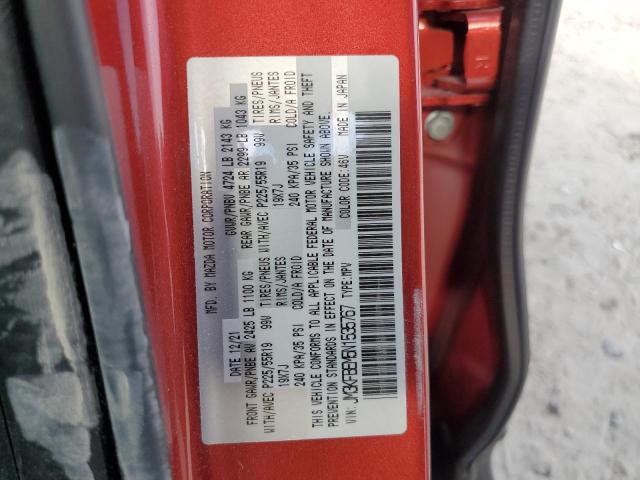 MFD. BY MAZDA MOTOR CORPORATION
DATE 12/21 GVWR/PNBV 4724 LB 2143 KG
FRONT GAWR/PNBE AV 2425 LB 1100 KG REAR GAWR/PNBE AR 2299 LB 1043 KG
WITH/AVEC P225/55R19 99V TIRES/PNEUS WITH/AVEC P225/55R19 99V TIRES/PNEUS
19X7J RIMS/JANTES 19X7J RIMS/JANTES
240 KPA/35 PSI COLD/A FROID 240 KPA/35 PSI COLD/A FROID
THIS VEHICLE CONFORMS TO ALL APPLICABLE FEDERAL MOTOR VEHICLE SAFETY AND THEFT
PREVENTION STANDARDS IN EFFECT ON THE DATE OF MANUFACTURE SHOWN ABOVE.
VIN: JM3KFBBM5N1535767 TYPE:MPV COLOR CODE:46V MADE IN JAPAN